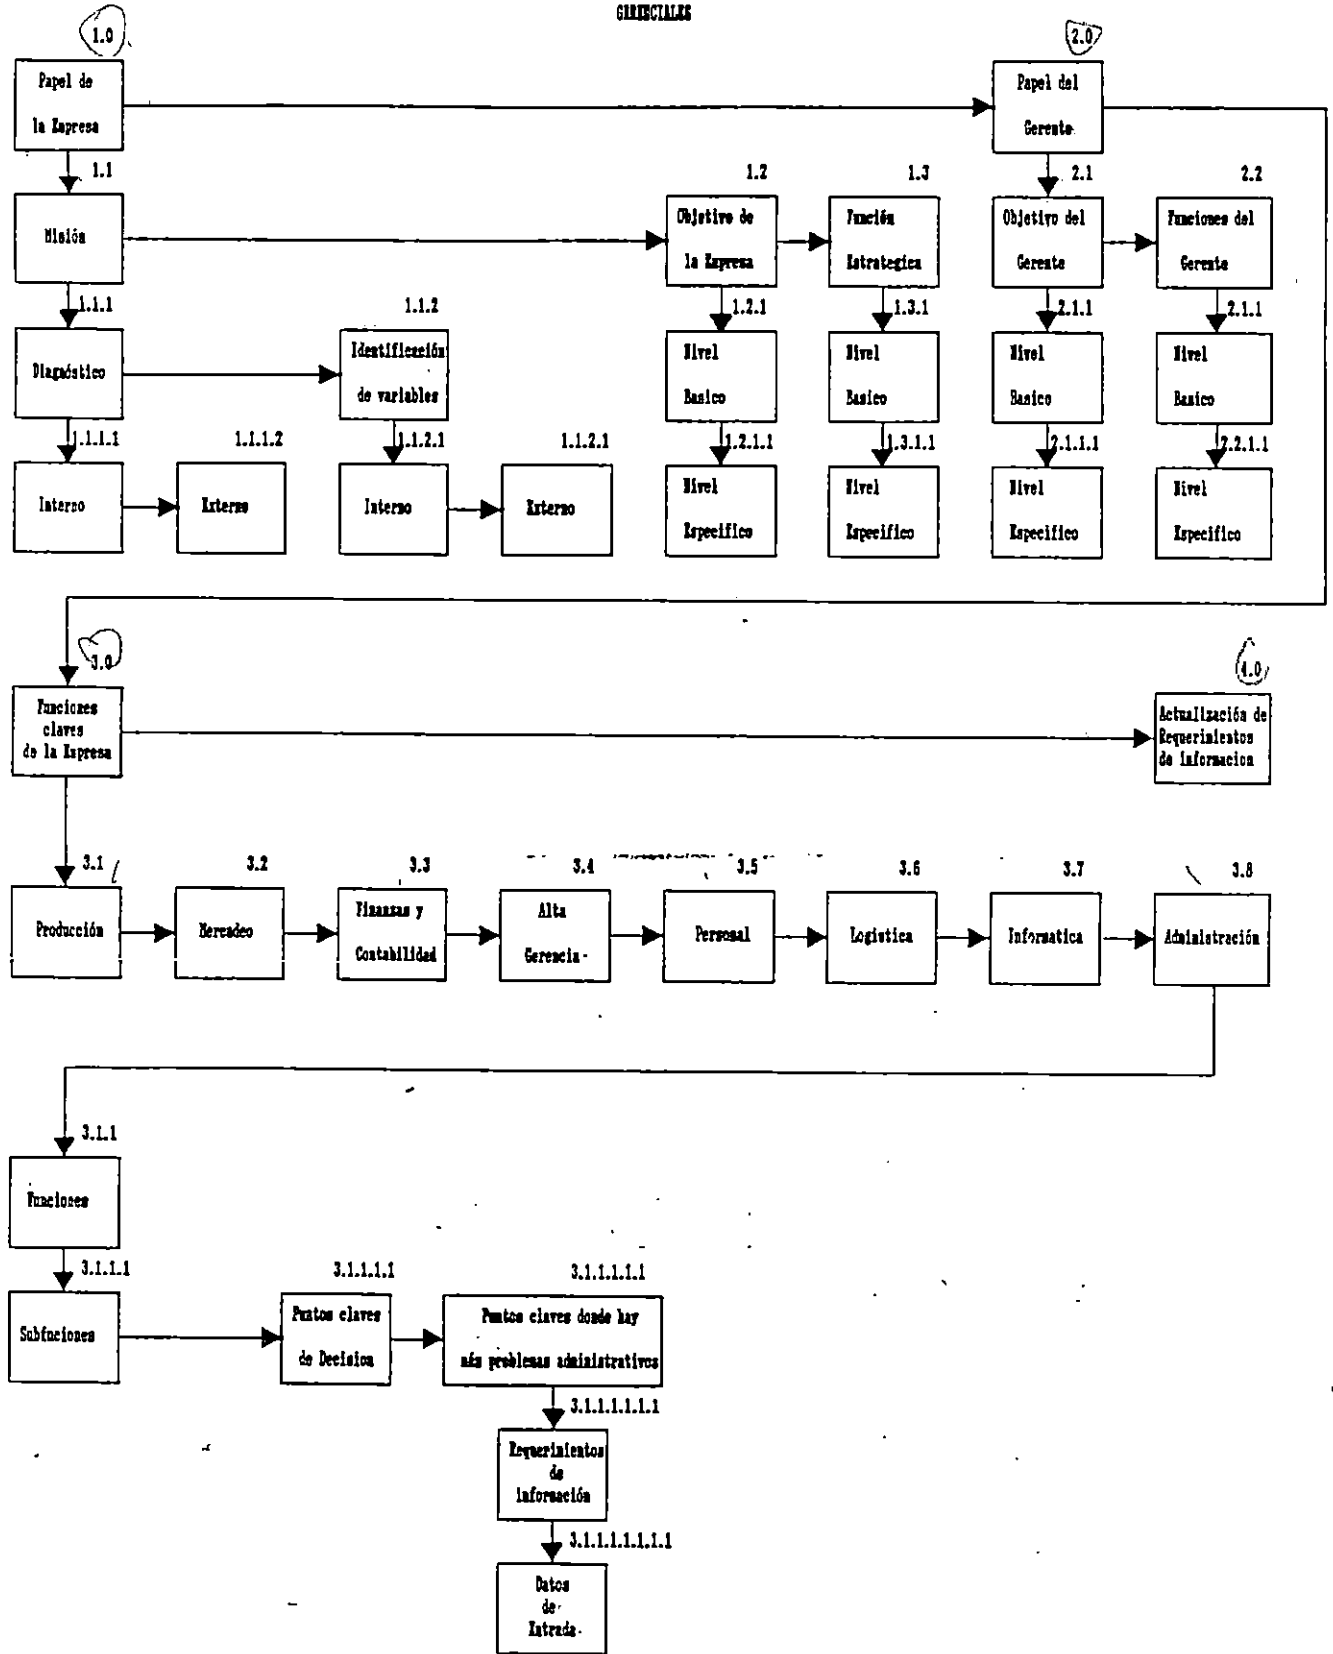 GERENCIALES
1.0
2.0
Papel de
la Empresa
Papel del
Gerente
1.1
1.2
1.3
2.1
2.2
Misión
Objetivo de
la Empresa
Función
Estrategica
Objetivo del
Gerente
Funciones del
Gerente
1.1.1
1.1.2
1.2.1
1.3.1
2.1.1
2.1.1
Diagnóstico
Identificación
de variables
Nivel
Basico
Nivel
Basico
Nivel
Basico
Nivel
Basico
1.1.1.1
1.1.1.2
1.1.2.1
1.1.2.1
1.2.1.1
1.3.1.1
2.1.1.1
2.2.1.1
Interno
Externo
Interno
Externo
Nivel
Especifico
Nivel
Especifico
Nivel
Especifico
Nivel
Especifico
3.0
4.0
Funciones
claves
de la Empresa
Actualización de
Requerimientos
de informacion
3.1
3.2
3.3
3.4
3.5
3.6
3.7
3.8
Producción
Mercadeo
Finanzas y
Contabilidad
Alta
Gerencia
Personal
Logistica
Informatica
Administración
3.1.1
Funciones
3.1.1.1
3.1.1.1.1
3.1.1.1.1.1
Subfunciones
Puntos claves
de Decision
Puntos claves donde hay
más problemas administrativos
3.1.1.1.1.1.1
Requerimientos
de
información
3.1.1.1.1.1.1.1
Datos
de
Entrada